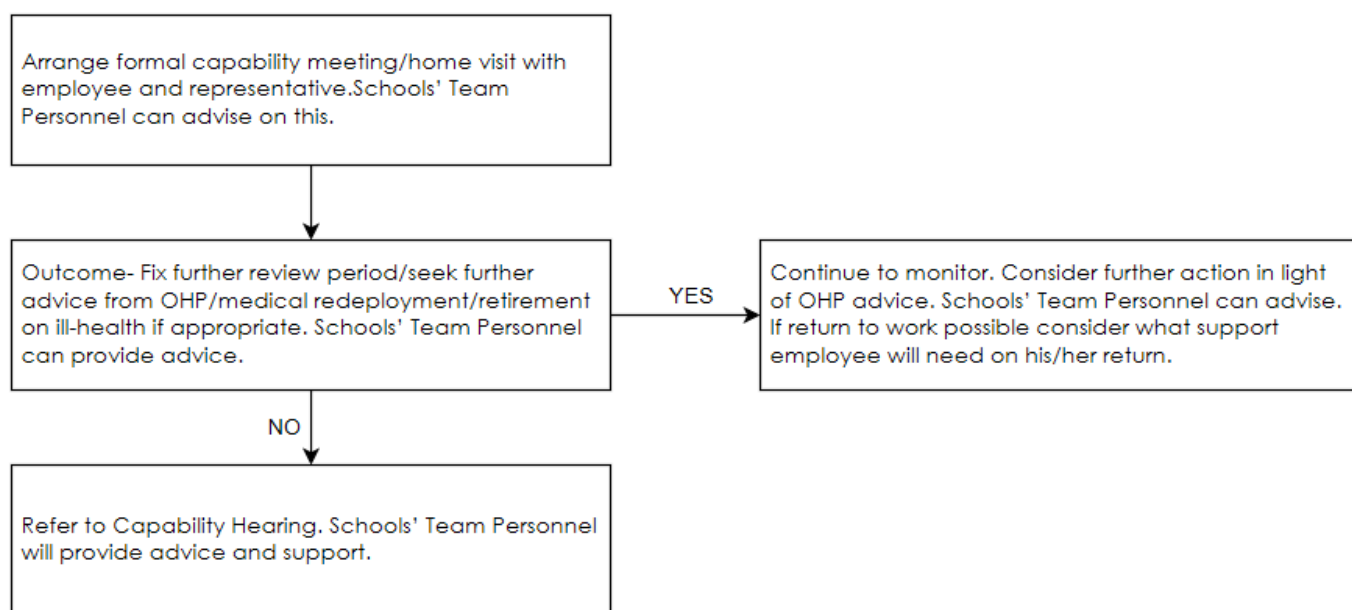 Arrange formal capability meeting/home visit with
employee and representative.Schools’ Team
Personnel can advise on this.
Outcome- Fix further review period/seek further
advice from OHP/medical redeployment/retirement
on ill-health if appropriate. Schools’ Team Personnel
can provide advice.
YES
Continue to monitor. Consider further action in light
of OHP advice. Schools’ Team Personnel can advise.
If return to work possible consider what support
employee will need on his/her return.
NO
Refer to Capability Hearing. Schools’ Team Personnel
will provide advice and support.